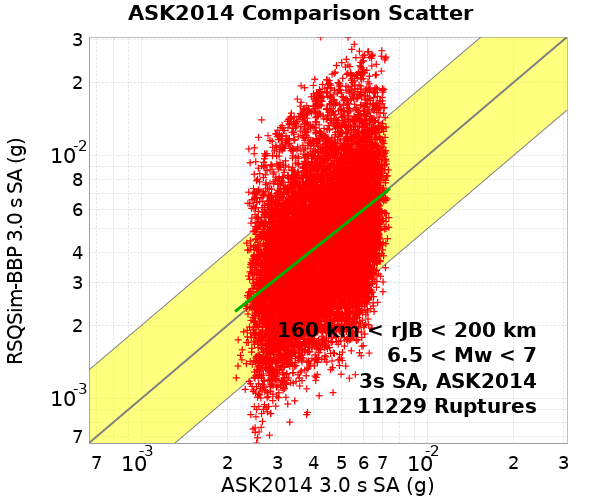 ASK2014 Comparison Scatter
RSQSim-BBP 3.0 s SA (g)
3
2
10-2
8
6
4
3
2
10-3
7
160 km < rJB < 200 km
6.5 < Mw < 7
3s SA, ASK2014
11229 Ruptures
7 10-3 2 3 4 5 6 7 10-2 2 3
ASK2014 3.0 s SA (g)